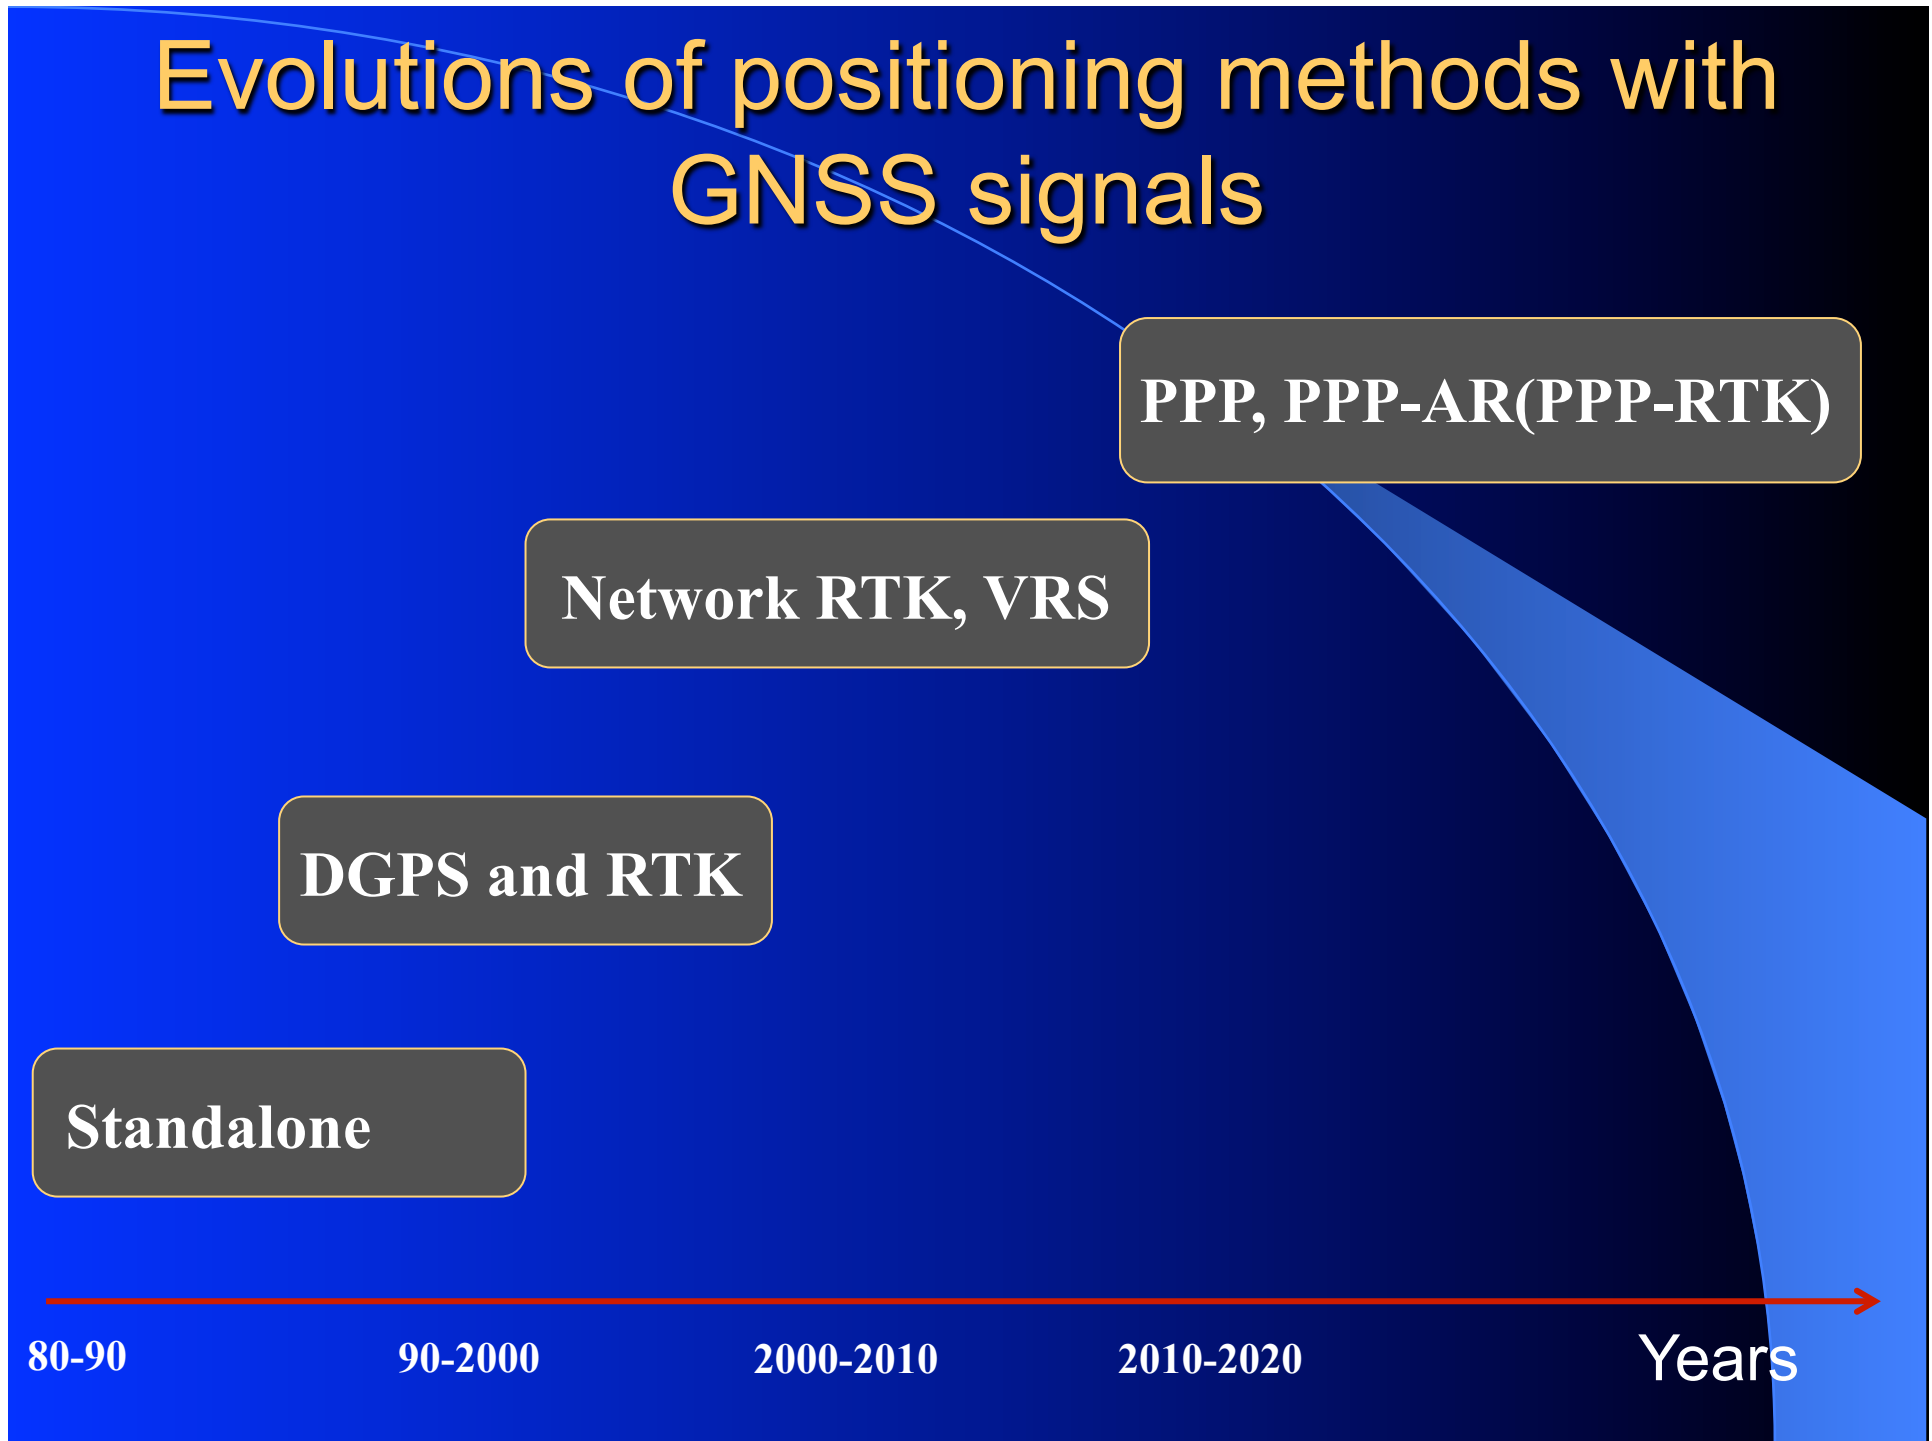 Evolutions of positioning methods with
GNSS signals
PPP, PPP-AR(PPP-RTK)
Network RTK, VRS
DGPS and RTK
Standalone
80-90
90-2000
2000-2010
2010-2020
Years